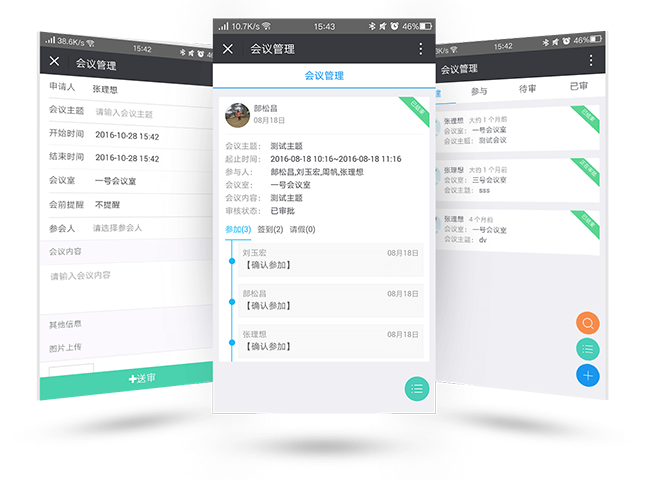 38.6K/s
15:42
46%
会议管理
申请人 张理想
会议主题 请输入会议主题
开始时间 2016-10-28 15:42
结束时间 2016-10-28 15:42
会议室 一号会议室
会前提醒 不提醒
参会人 请选择参会人
会议内容
请输入会议内容
其他信息
图片上传
送审
10.7K/s
15:43
46%
会议管理
会议管理
郎松昌
08月18日
已结束
会议主题： 测试主题
起止时间： 2016-08-18 10:16~2016-08-18 11:16
参与人： 郎松昌,刘玉宏,周帆,张理想
会议室： 一号会议室
会议内容： 测试主题
审核状态： 已审批
参加(3) 签到(2) 请假(0)
刘玉宏 08月18日
【确认参加】
郎松昌 08月18日
【确认参加】
张理想 08月18日
【确认参加】
15:42
46%
会议管理
参与 待审 已审
张理想 大约 1 个月前
已结束
会议室： 一号会议室
会议主题： 测试会议
张理想 大约 1 个月前
会议室： 三号会议室
会议主题： sss
张理想 4 个月前
已结束
会议室： 一号会议室
会议主题： dv